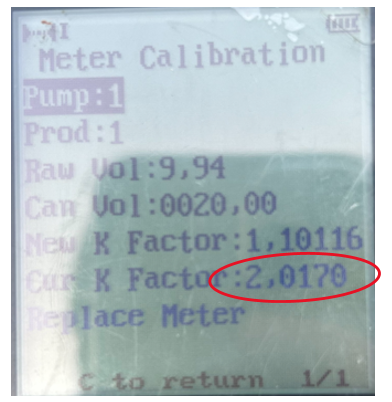 Meter Calibration
Pump:1
Prod:1
Raw Vol:9,94
Can Vol:0020,00
New K Factor:1,10116
Cur K Factor:2,0170
Replace Meter
C to return 1/1